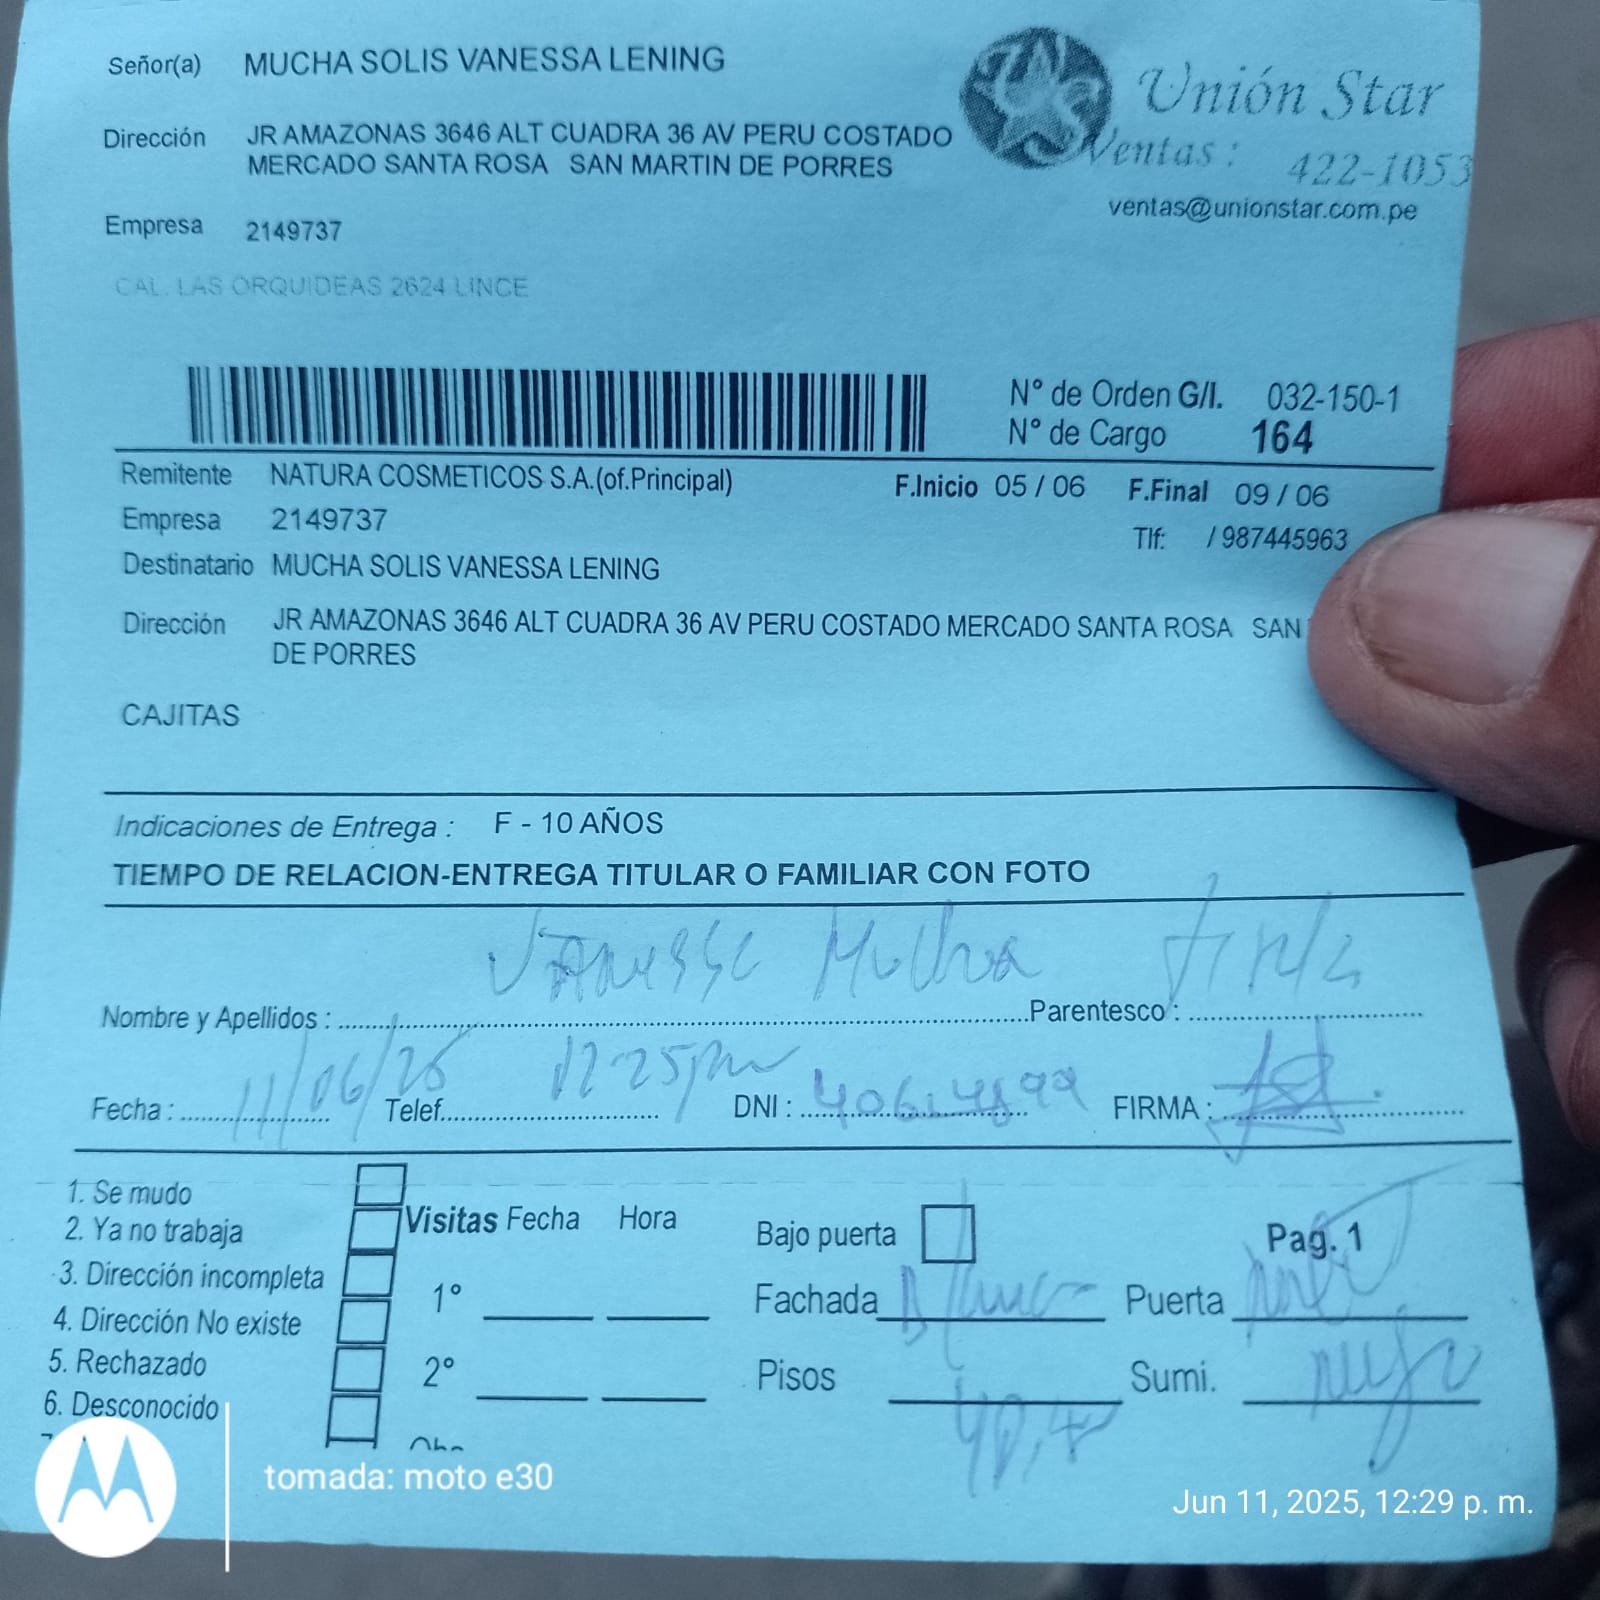 Señor(a) MUCHA SOLIS VANESSA LENING
Unión Star
Ventas : 422-1053
ventas@unionstar.com.pe
Dirección JR AMAZONAS 3646 ALT CUADRA 36 AV PERU COSTADO
MERCADO SANTA ROSA SAN MARTIN DE PORRES
Empresa 2149737
CAL. LAS ORQUIDEAS 2624 LINCE
N° de Orden G/I. 032-150-1
N° de Cargo 164
Remitente NATURA COSMETICOS S.A.(of.Principal)
F.Inicio 05 / 06 F.Final 09 / 06
Empresa 2149737
Tlf: / 987445963
Destinatario MUCHA SOLIS VANESSA LENING
Dirección JR AMAZONAS 3646 ALT CUADRA 36 AV PERU COSTADO MERCADO SANTA ROSA SAN
DE PORRES
CAJITAS
Indicaciones de Entrega : F - 10 AÑOS
TIEMPO DE RELACION-ENTREGA TITULAR O FAMILIAR CON FOTO
Mucha
Nombre y Apellidos : Parentesco :
11/06/25 12 25pm
Fecha : Telef. DNI : FIRMA :
1. Se mudo
2. Ya no trabaja
3. Dirección incompleta
4. Dirección No existe
5. Rechazado
6. Desconocido
Visitas Fecha Hora
1°
2°
Bajo puerta Pag. 1
Fachada Puerta
Pisos Sumi.
tomada: moto e30
Jun 11, 2025, 12:29 p. m.